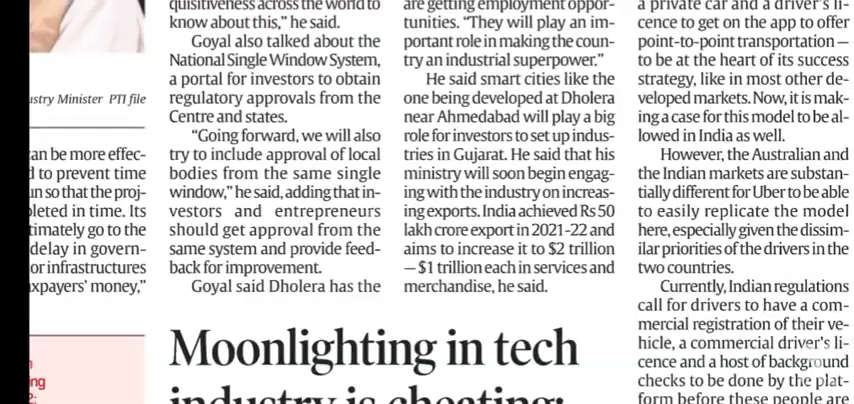 ustry Minister PTI file
can be more effec-
d to prevent time
un so that the proj-
pleted in time. Its
timately go to the
delay in govern-
or infrastructures
axpayers' money,"
ng
2:
quisitiveness across the world to
know about this," he said.
Goyal also talked about the
National Single Window System,
a portal for investors to obtain
regulatory approvals from the
Centre and states.
"Going forward, we will also
try to include approval of local
bodies from the same single
window," he said, adding that in-
vestors and entrepreneurs
should get approval from the
same system and provide feed-
back for improvement.
Goyal said Dholera has the
are getting employment oppor-
tunities. "They will play an im-
portant role in making the coun-
try an industrial superpower."
He said smart cities like the
one being developed at Dholera
near Ahmedabad will play a big
role for investors to set up indus-
tries in Gujarat. He said that his
ministry will soon begin engag-
ing with the industry on increas-
ing exports. India achieved Rs 50
lakh crore export in 2021-22 and
aims to increase it to $2 trillion
— $1 trillion each in services and
merchandise, he said.
Moonlighting in tech
industry is cheating:
a private car and a driver's li-
cence to get on the app to offer
point-to-point transportation —
to be at the heart of its success
strategy, like in most other de-
veloped markets. Now, it is mak-
ing a case for this model to be al-
lowed in India as well.
However, the Australian and
the Indian markets are substan-
tially different for Uber to be able
to easily replicate the model
here, especially given the dissim-
ilar priorities of the drivers in the
two countries.
Currently, Indian regulations
call for drivers to have a com-
mercial registration of their ve-
hicle, a commercial driver's li-
cence and a host of background
checks to be done by the plat-
form before these people are